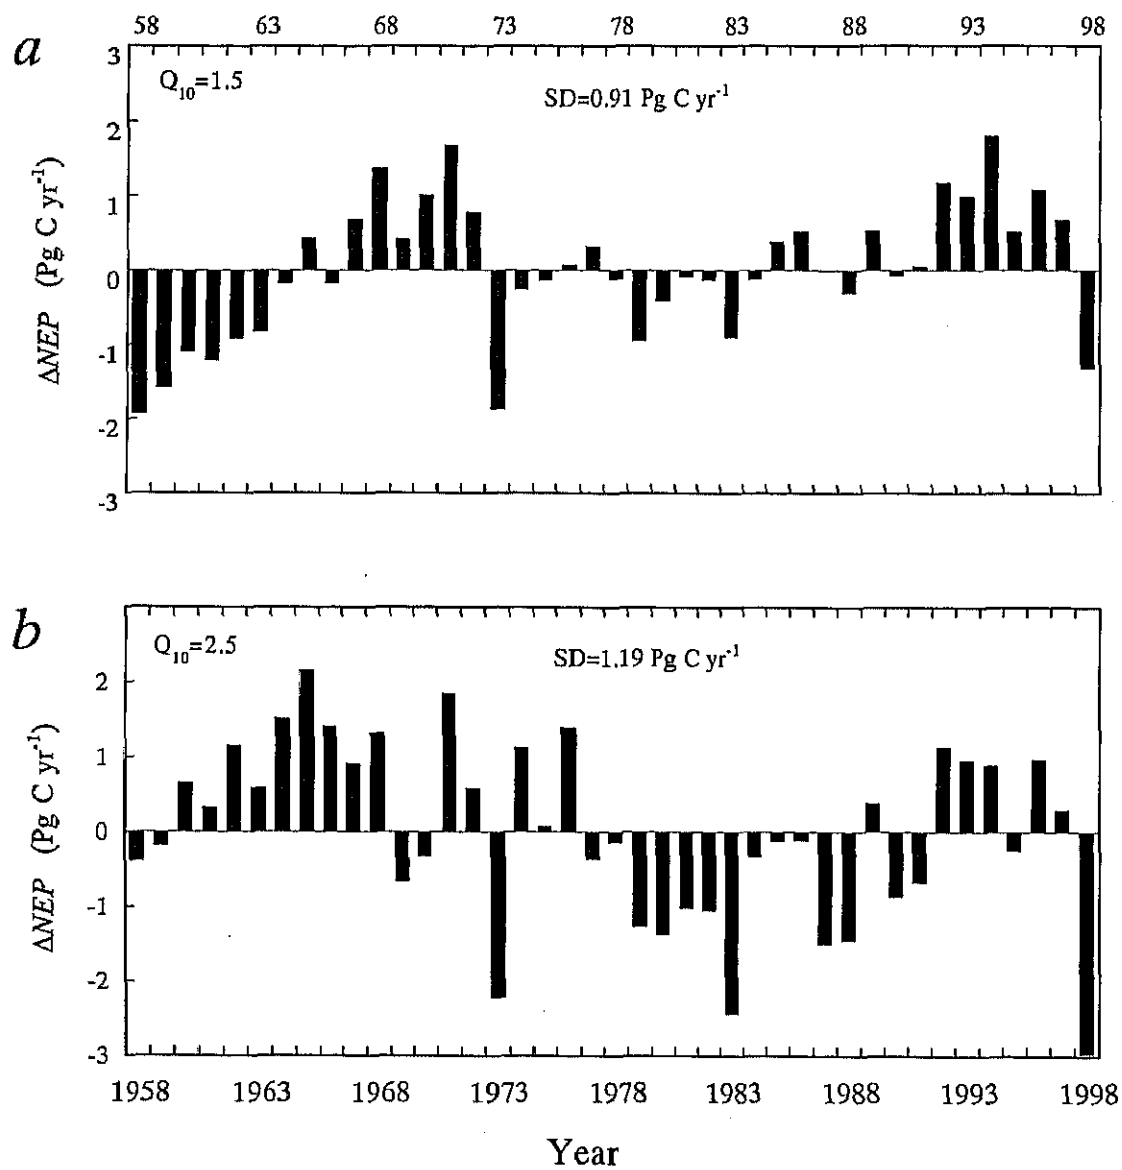 58 63 68 73 78 83 88 93 98
a
3
Q10=1.5
SD=0.91 Pg C yr-1
2
1
0
-1
-2
-3
ΔNEP (Pg C yr-1)
b
Q10=2.5
SD=1.19 Pg C yr-1
2
1
0
-1
-2
-3
ΔNEP (Pg C yr-1)
1958 1963 1968 1973 1978 1983 1988 1993 1998
Year